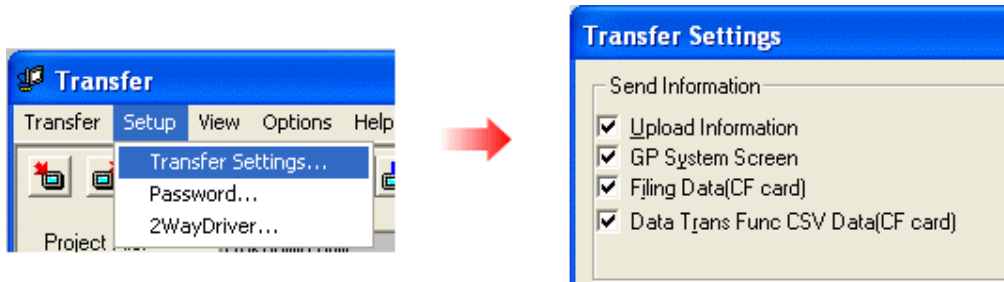 Transfer
Transfer Setup View Options Help
Transfer Settings...
Password...
2WayDriver...
Project
Transfer Settings
Send Information
Upload Information
GP System Screen
Filing Data(CF card)
Data Trans Func CSV Data(CF card)